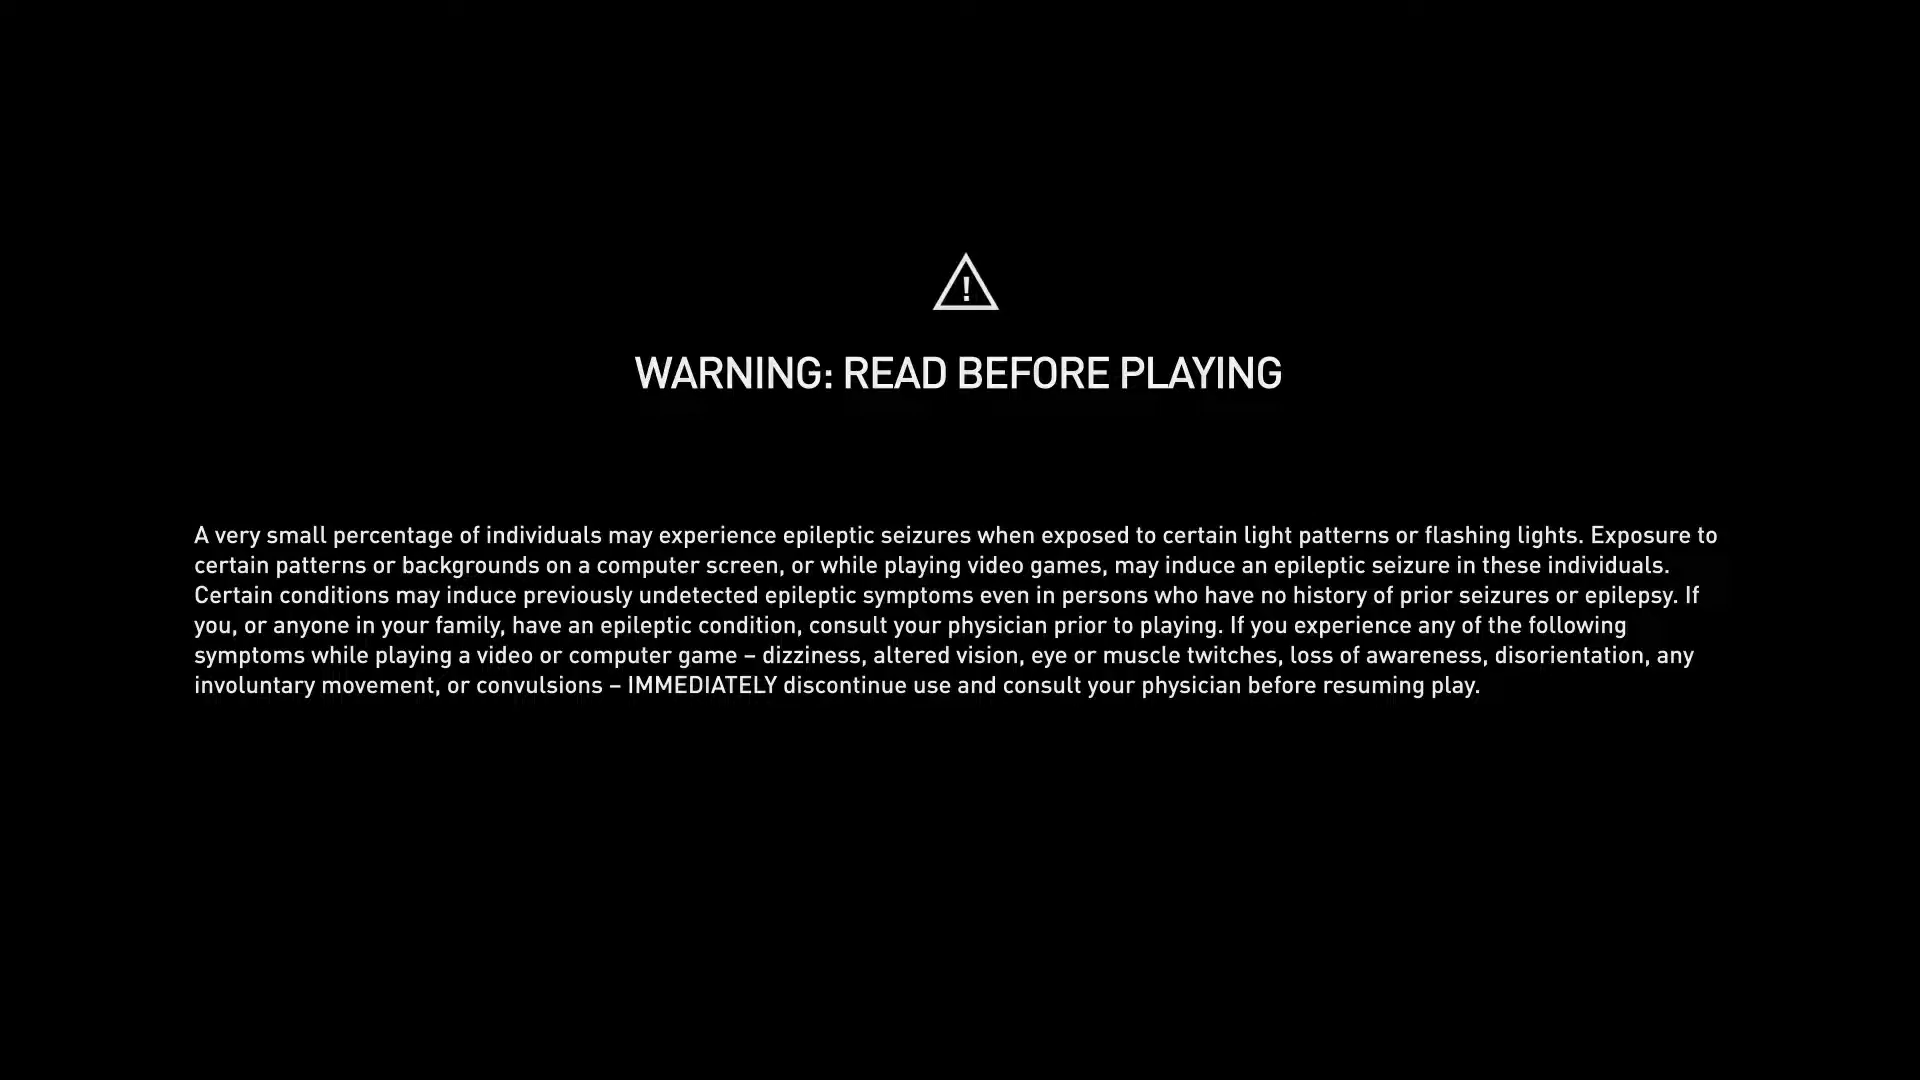 !
WARNING: READ BEFORE PLAYING
A very small percentage of individuals may experience epileptic seizures when exposed to certain light patterns or flashing lights. Exposure to
certain patterns or backgrounds on a computer screen, or while playing video games, may induce an epileptic seizure in these individuals.
Certain conditions may induce previously undetected epileptic symptoms even in persons who have no history of prior seizures or epilepsy. If
you, or anyone in your family, have an epileptic condition, consult your physician prior to playing. If you experience any of the following
symptoms while playing a video or computer game – dizziness, altered vision, eye or muscle twitches, loss of awareness, disorientation, any
involuntary movement, or convulsions – IMMEDIATELY discontinue use and consult your physician before resuming play.